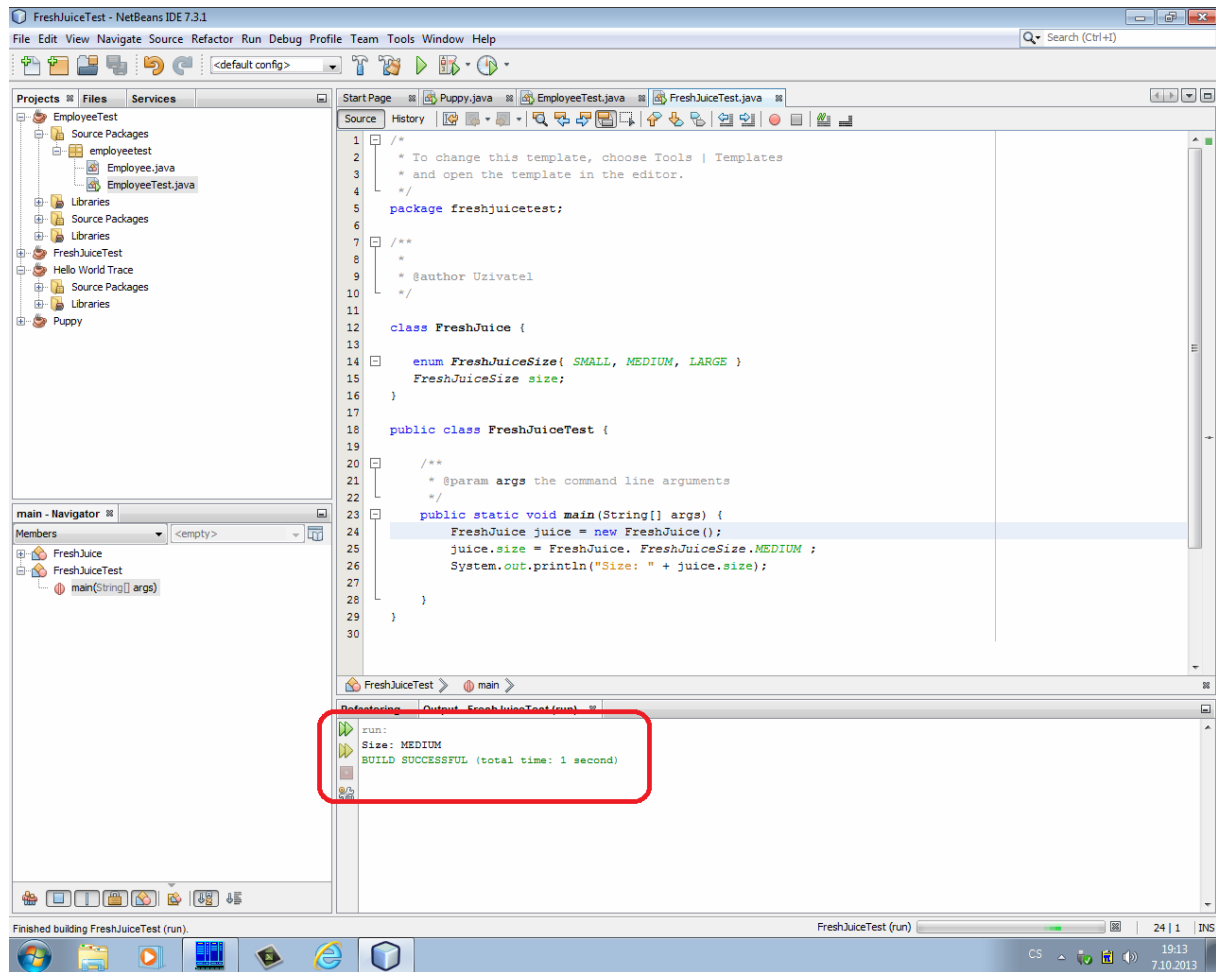 FreshJuiceTest - NetBeans IDE 7.3.1
File Edit View Navigate Source Refactor Run Debug Profile Team Tools Window Help
Search (Ctrl+I)
<default config>
Projects Files Services
EmployeeTest
Source Packages
employeetest
Employee.java
EmployeeTest.java
Libraries
Source Packages
Libraries
FreshJuiceTest
Hello World Trace
Source Packages
Libraries
Puppy
main - Navigator
Members <empty>
FreshJuice
FreshJuiceTest
main(String[] args)
Start Page Puppy.java EmployeeTest.java FreshJuiceTest.java
Source History
1 /*
2 * To change this template, choose Tools | Templates
3 * and open the template in the editor.
4 */
5 package freshjuicetest;
6
7 /**
8 *
9 * @author Uzivatel
10 */
11
12 class FreshJuice {
13
14 enum FreshJuiceSize{ SMALL, MEDIUM, LARGE }
15 FreshJuiceSize size;
16 }
17
18 public class FreshJuiceTest {
19
20 /**
21 * @param args the command line arguments
22 */
23 public static void main(String[] args) {
24 FreshJuice juice = new FreshJuice();
25 juice.size = FreshJuice. FreshJuiceSize.MEDIUM ;
26 System.out.println("Size: " + juice.size);
27
28 }
29 }
30
FreshJuiceTest main
Refactoring Output - FreshJuiceTest (run)
run:
Size: MEDIUM
BUILD SUCCESSFUL (total time: 1 second)
Finished building FreshJuiceTest (run).
FreshJuiceTest (run)
24 | 1 INS
CS
19:13
7.10.2013